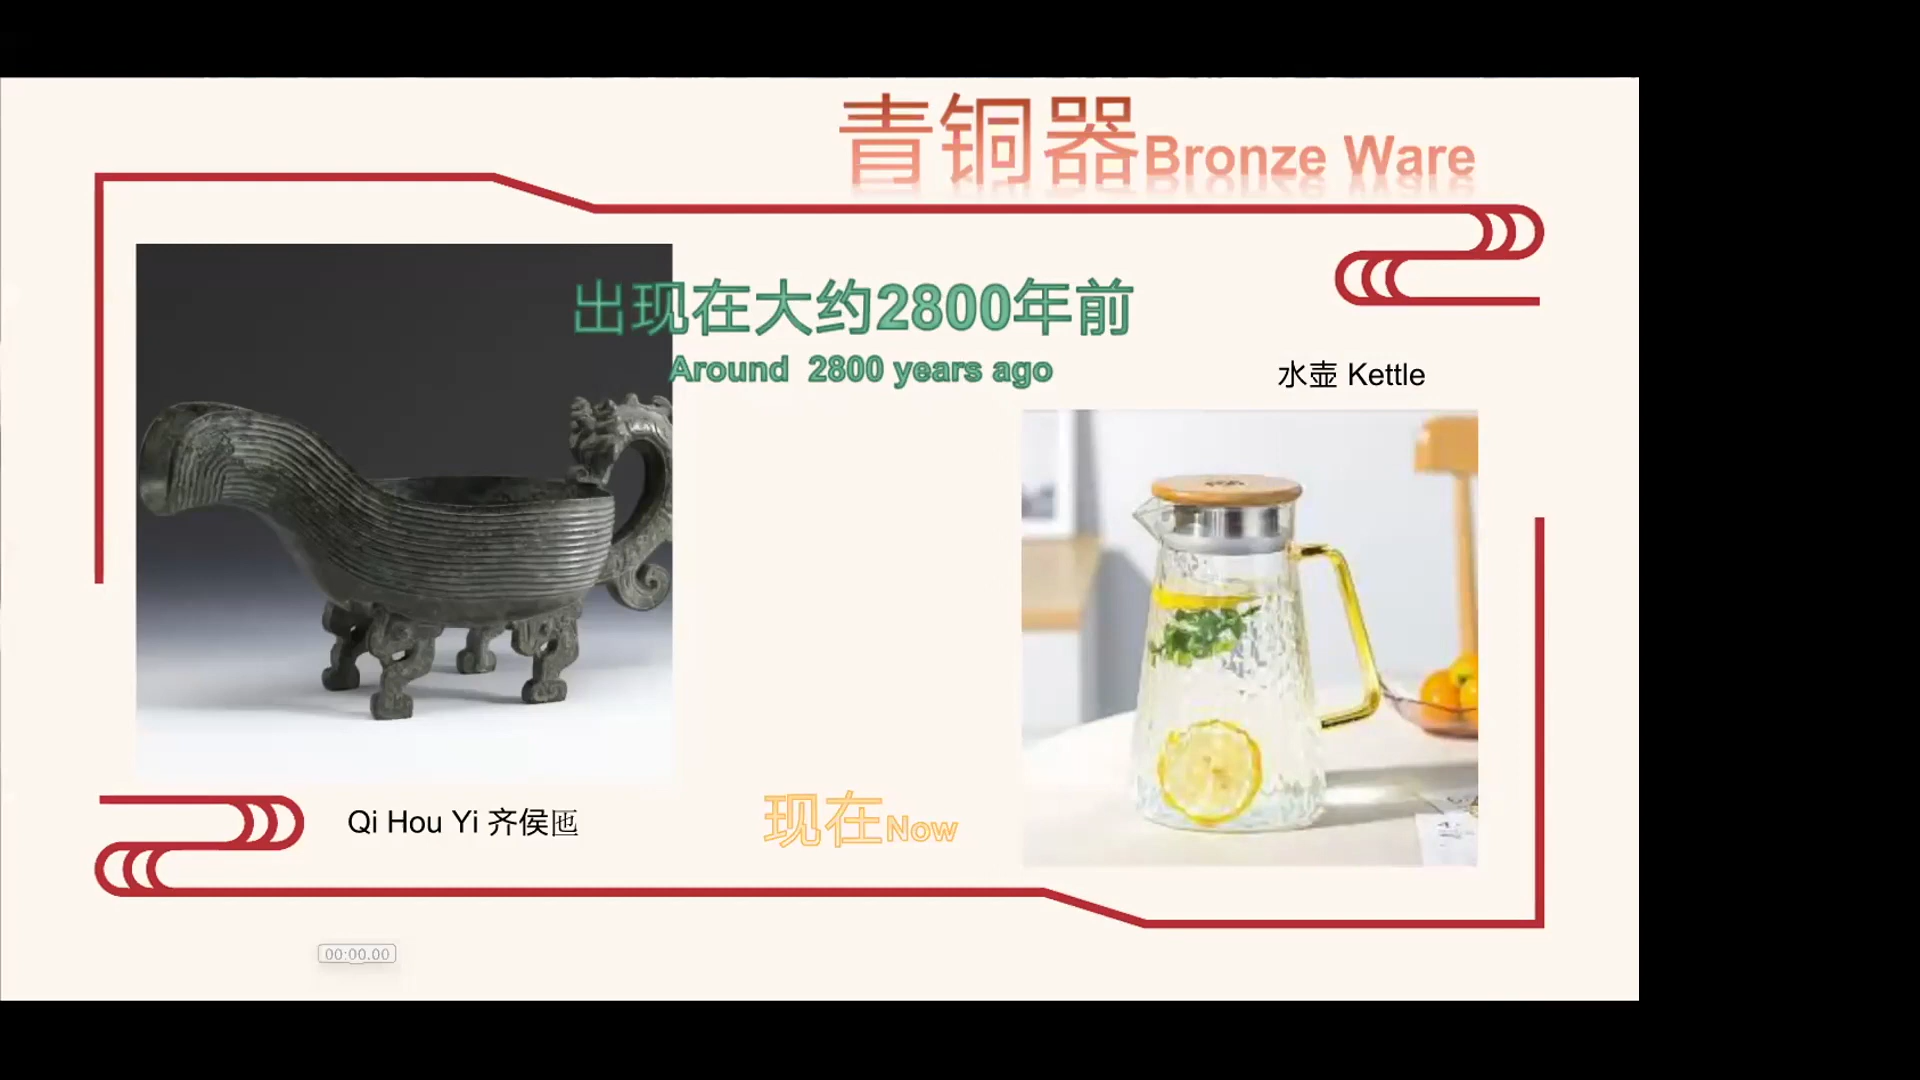 青铜器Bronze Ware
出现在大约2800年前
Around 2800 years ago
水壶 Kettle
Qi Hou Yi 齐侯匜
现在Now
00:00.00